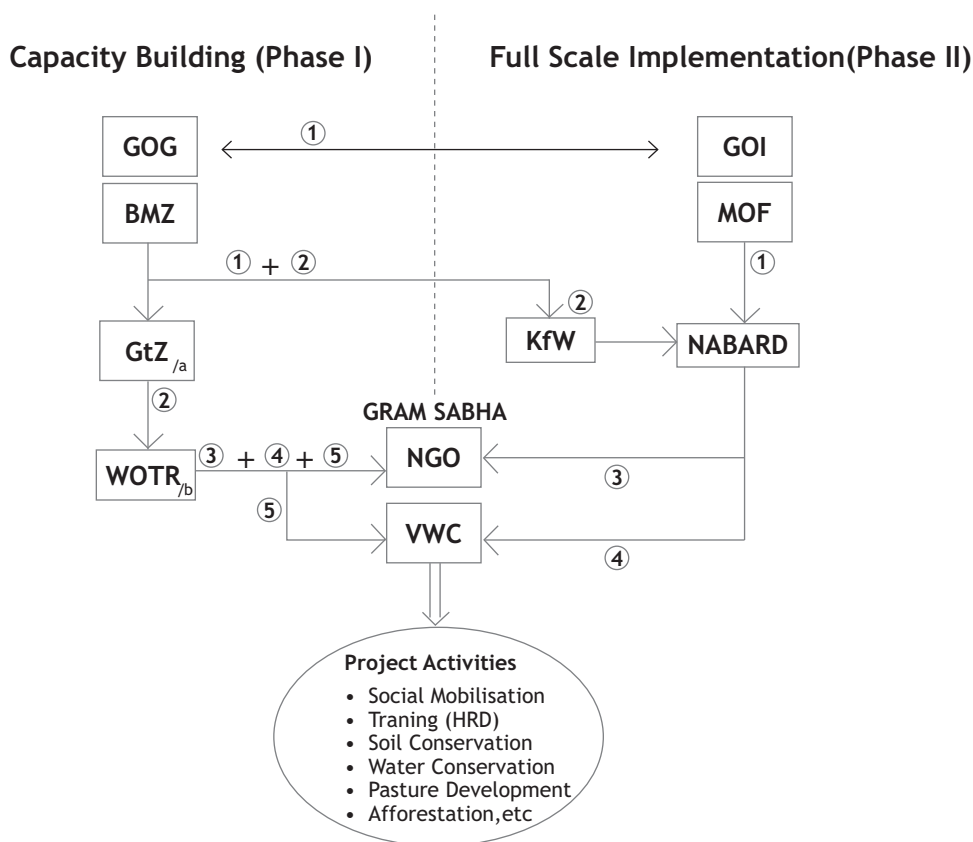 Capacity Building (Phase I)
Full Scale Implementation(Phase II)
①
GOG
GOI
BMZ
MOF
① + ②
①
②
GtZ /a
KfW
NABARD
②
GRAM SABHA
WOTR /b
③ + ④ + ⑤
NGO
③
⑤
VWC
④
Project Activities
• Social Mobilisation
• Traning (HRD)
• Soil Conservation
• Water Conservation
• Pasture Development
• Afforestation,etc